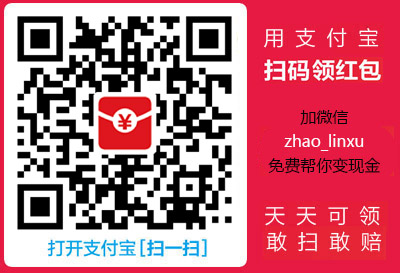 用支付宝
扫码领红包
加微信
zhao_linxu
免费帮你变现金
天天可领
敢扫敢赔
打开支付宝[扫一扫]